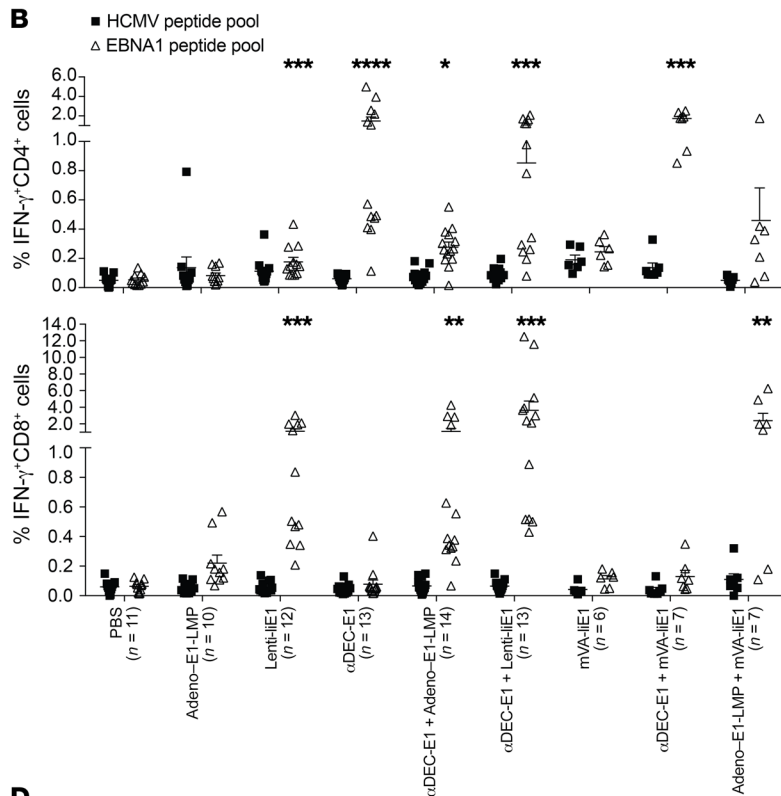 B
■ HCMV peptide pool
△ EBNA1 peptide pool
*** **** * *** ***
% IFN-γ+CD4+ cells
6.0
4.0
2.0
1.0
0.8
0.6
0.4
0.2
0.0
*** ** *** **
% IFN-γ+CD8+ cells
14.0
12.0
10.0
8.0
6.0
4.0
2.0
1.0
0.8
0.6
0.4
0.2
0.0
PBS
(n = 11)
Adeno–E1-LMP
(n = 10)
Lenti-IiE1
(n = 12)
αDEC-E1
(n = 13)
αDEC-E1 + Adeno–E1-LMP
(n = 14)
αDEC-E1 + Lenti-IiE1
(n = 13)
mVA-IiE1
(n = 6)
αDEC-E1 + mVA-IiE1
(n = 7)
Adeno–E1-LMP + mVA-IiE1
(n = 7)